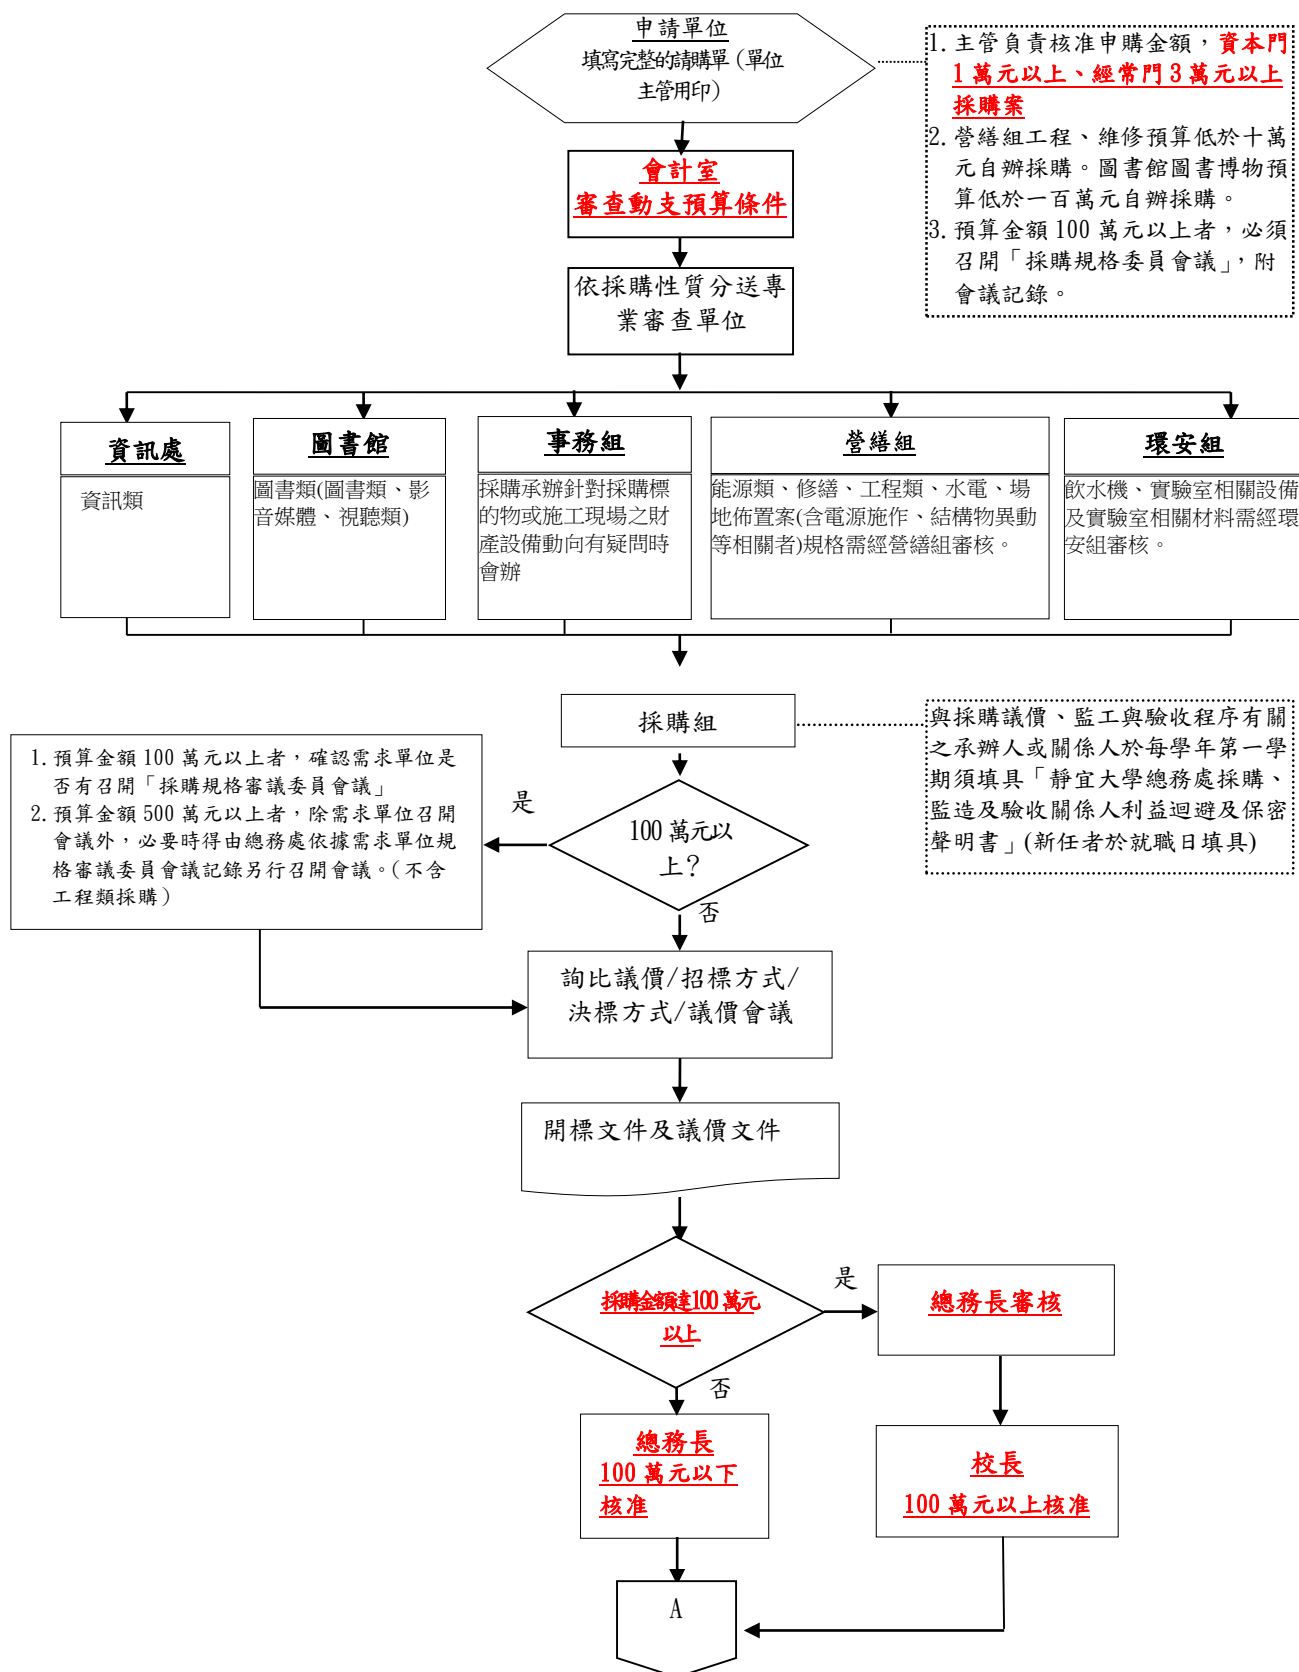 申請單位
填寫完整的請購單（單位
主管用印）
1. 主管負責核准申購金額，資本門
1 萬元以上、經常門 3 萬元以上
採購案
2. 營繕組工程、維修預算低於十萬
元自辦採購。圖書館圖書博物預
算低於一百萬元自辦採購。
3. 預算金額 100 萬元以上者，必須
召開「採購規格委員會議」，附
會議記錄。
會計室
審查動支預算條件
依採購性質分送專
業審查單位
資訊處
資訊類
圖書館
圖書類(圖書類、影
音媒體、視聽類)
事務組
採購承辦針對採購標
的物或施工現場之財
產設備動向有疑問時
會辦
營繕組
能源類、修繕、工程類、水電、場
地佈置案(含電源施作、結構物異動
等相關者)規格需經營繕組審核。
環安組
飲水機、實驗室相關設備
及實驗室相關材料需經環
安組審核。
採購組
與採購議價、監工與驗收程序有關
之承辦人或關係人於每學年第一學
期須填具「靜宜大學總務處採購、
監造及驗收關係人利益迴避及保密
聲明書」(新任者於就職日填具)
1. 預算金額 100 萬元以上者，確認需求單位是
否有召開「採購規格審議委員會議」
2. 預算金額 500 萬元以上者，除需求單位召開
會議外，必要時得由總務處依據需求單位規
格審議委員會議記錄另行召開會議。（不含
工程類採購）
是
100 萬元以
上？
否
詢比議價/招標方式/
決標方式/議價會議
開標文件及議價文件
採購金額達100 萬元
以上
是
總務長審核
否
總務長
100 萬元以下
核准
校長
100 萬元以上核准
A